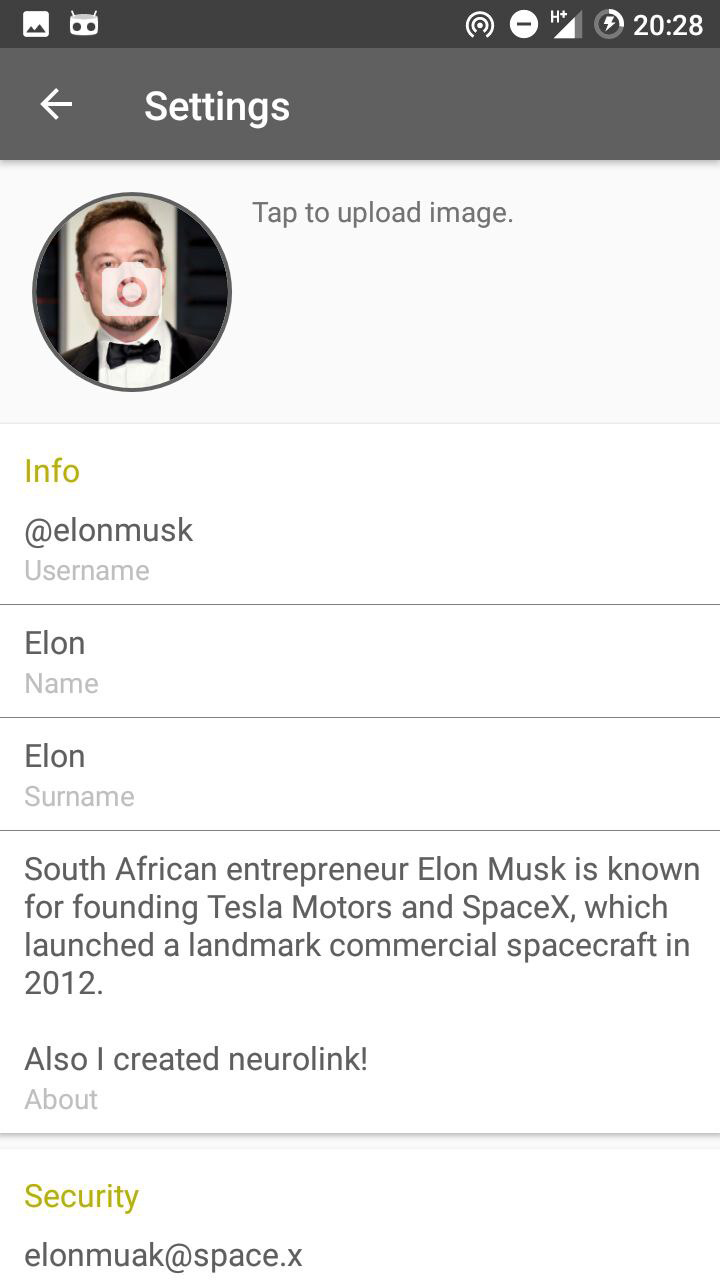 H+ 20:28
Settings
Tap to upload image.
Info
@elonmusk
Username
Elon
Name
Elon
Surname
South African entrepreneur Elon Musk is known
for founding Tesla Motors and SpaceX, which
launched a landmark commercial spacecraft in
2012.
Also I created neurolink!
About
Security
elonmuak@space.x